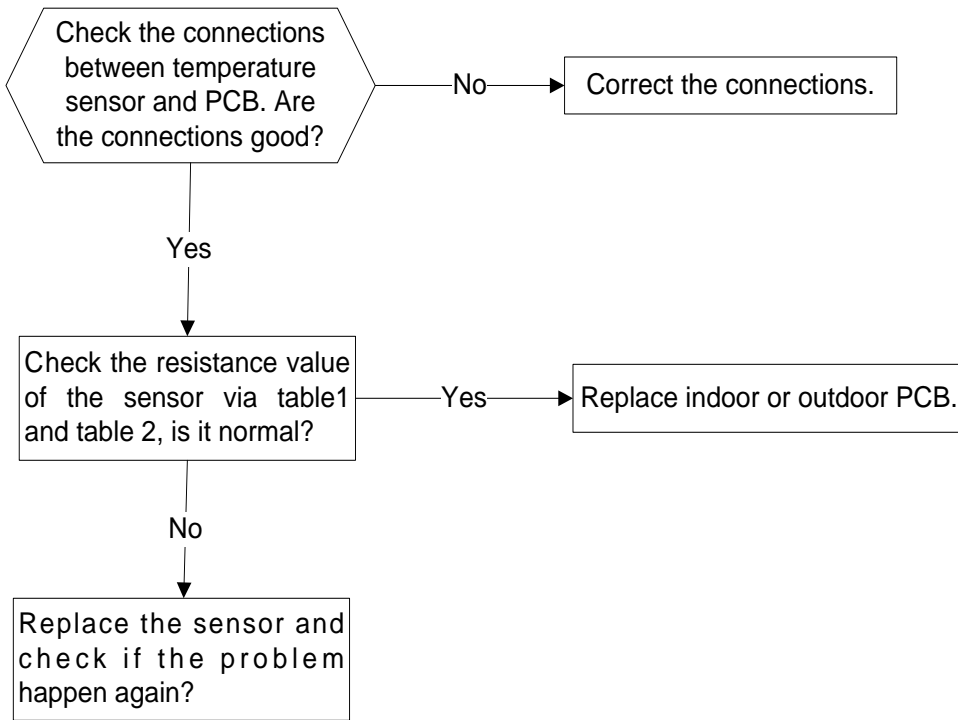 Check the connections
between temperature
sensor and PCB. Are
the connections good?
No
Correct the connections.
Yes
Check the resistance value
of the sensor via table1
and table 2, is it normal?
Yes
Replace indoor or outdoor PCB.
No
Replace the sensor and
check if the problem
happen again?